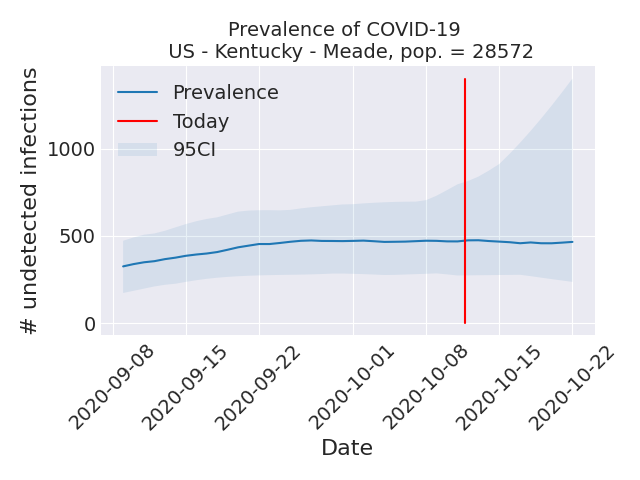 Prevalence of COVID-19
US - Kentucky - Meade, pop. = 28572
# undetected infections
1000
500
0
Prevalence
Today
95CI
2020-09-08
2020-09-15
2020-09-22
2020-10-01
2020-10-08
2020-10-15
2020-10-22
Date